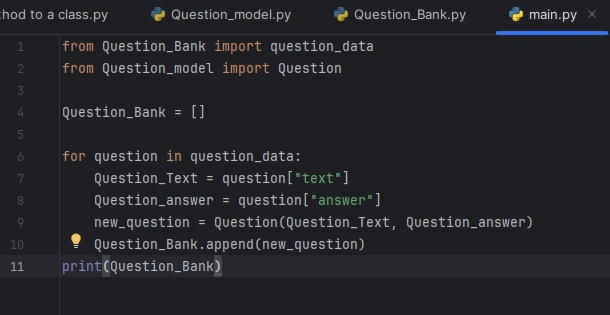 thod to a class.py Question_model.py Question_Bank.py main.py
1 from Question_Bank import question_data
2 from Question_model import Question
3
4 Question_Bank = []
5
6 for question in question_data:
7     Question_Text = question["text"]
8     Question_answer = question["answer"]
9     new_question = Question(Question_Text, Question_answer)
10     Question_Bank.append(new_question)
11 print(Question_Bank)